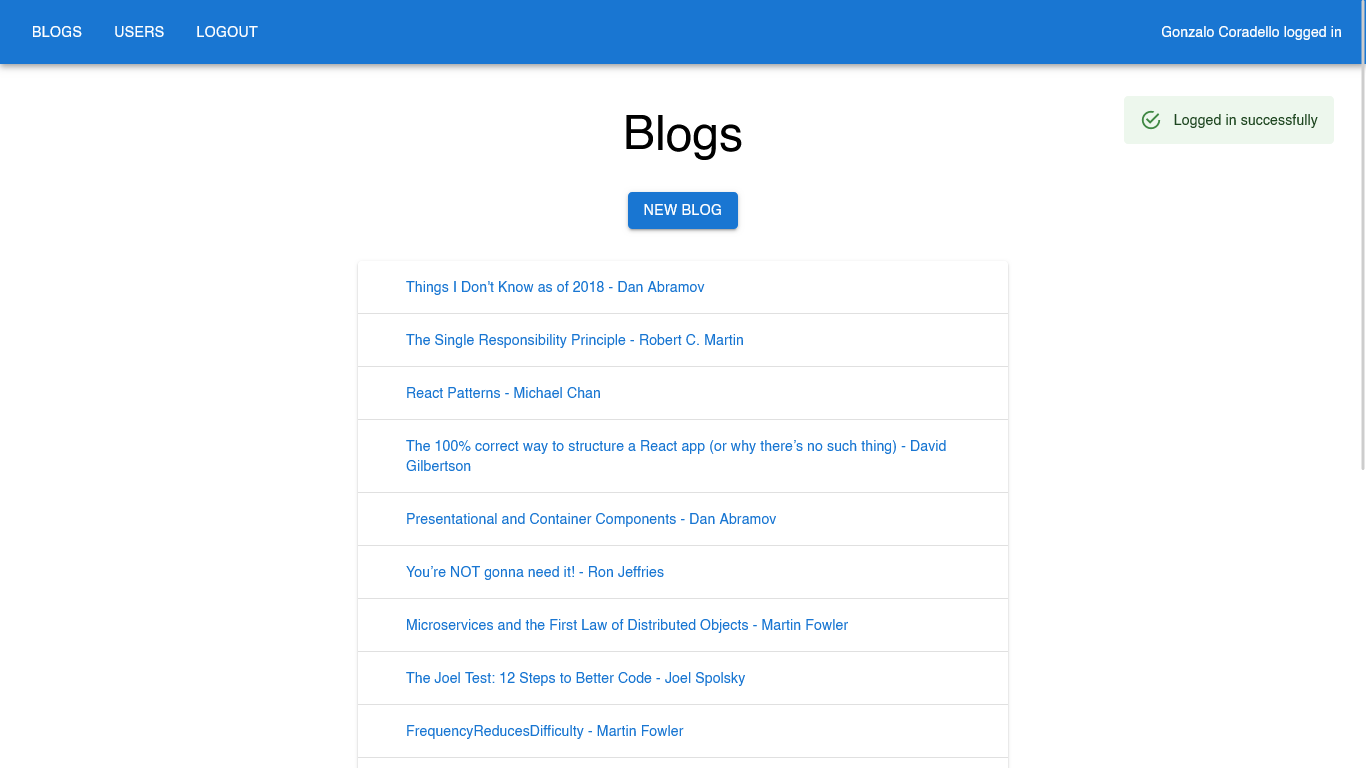 BLOGS USERS LOGOUT Gonzalo Coradello logged in
Logged in successfully
Blogs
NEW BLOG
Things I Don't Know as of 2018 - Dan Abramov
The Single Responsibility Principle - Robert C. Martin
React Patterns - Michael Chan
The 100% correct way to structure a React app (or why there’s no such thing) - David
Gilbertson
Presentational and Container Components - Dan Abramov
You’re NOT gonna need it! - Ron Jeffries
Microservices and the First Law of Distributed Objects - Martin Fowler
The Joel Test: 12 Steps to Better Code - Joel Spolsky
FrequencyReducesDifficulty - Martin Fowler